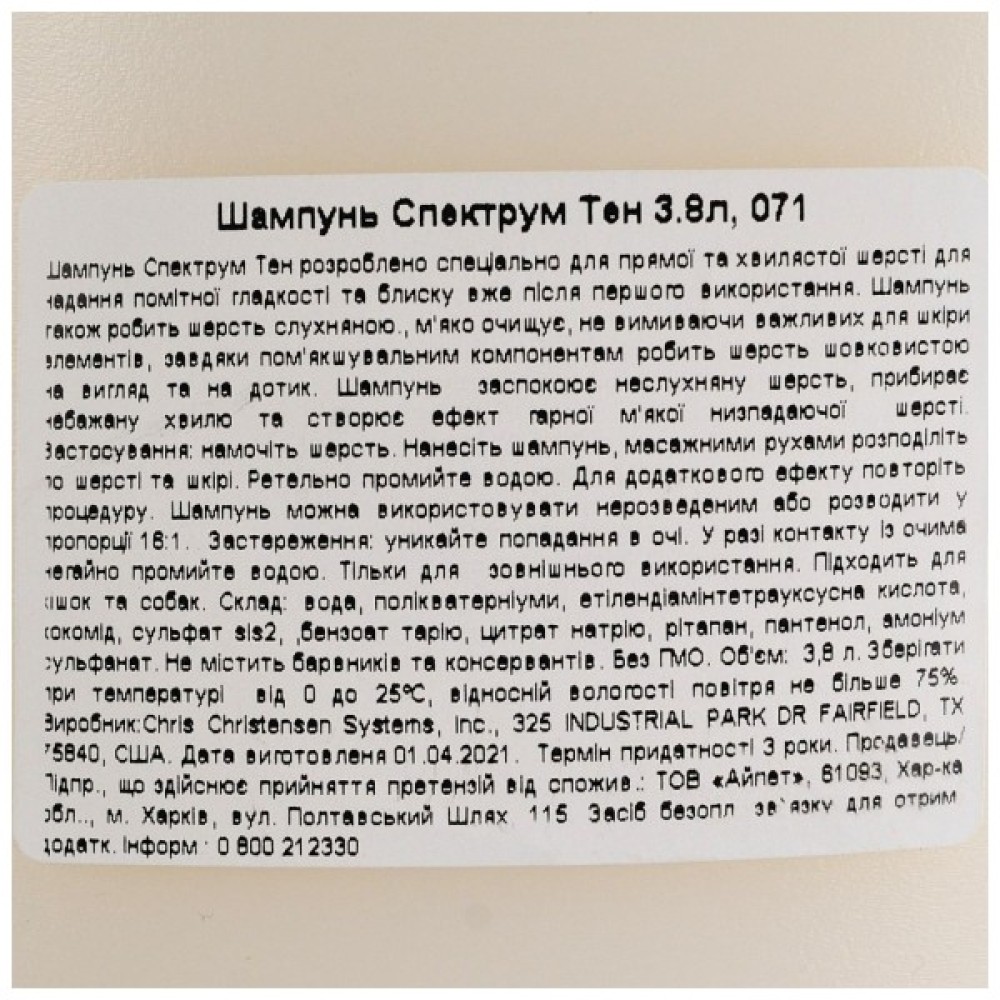 Шампунь Спектрум Тен 3.8л, 071
Шампунь Спектрум Тен розроблено спеціально для прямої та хвилястої шерсті для
надання помітної гладкості та блиску вже після першого використання. Шампунь
також робить шерсть слухняною., м'яко очищує, не вимиваючи важливих для шкіри
елементів, завдяки пом'якшувальним компонентам робить шерсть шовковистою
на вигляд та на дотик. Шампунь заспокоює неслухняну шерсть, прибирає
небажану хвилю та створює ефект гарної м'якої низпадаючої шерсті.
Застосування: намочіть шерсть. Нанесіть шампунь, масажними рухами розподіліть
по шерсті та шкірі. Ретельно промийте водою. Для додаткового ефекту повторіть
процедуру. Шампунь можна використовувати нерозведеним або розводити у
пропорції 16:1. Застереження: уникайте попадання в очі. У разі контакту із очима
негайно промийте водою. Тільки для зовнішнього використання. Підходить для
кішок та собак. Склад: вода, полікватерніуми, етілендіамінтетрауксусна кислота,
кокомід, сульфат sls2, ,бензоат тарію, цитрат натрію, рітапан, пантенол, амоніум
сульфанат. Не містить барвників та консервантів. Без ГМО. Об'єм: 3,8 л. Зберігати
при температурі від 0 до 25°C, відносній вологості повітря не більше 75%
Виробник:Chris Christensen Systems, Inc., 325 INDUSTRIAL PARK DR FAIRFIELD, TX
75840, США. Дата виготовленя 01.04.2021. Термін придатності 3 роки. Продавець/
Підпр., що здійснює прийняття претензій від спожив.: ТОВ «Айпет», 61093, Хар-ка
обл.., м. Харків, вул. Полтавський Шлях 115 Засіб безопл зв`язку для отрим
додатк. Інформ : 0 800 212330